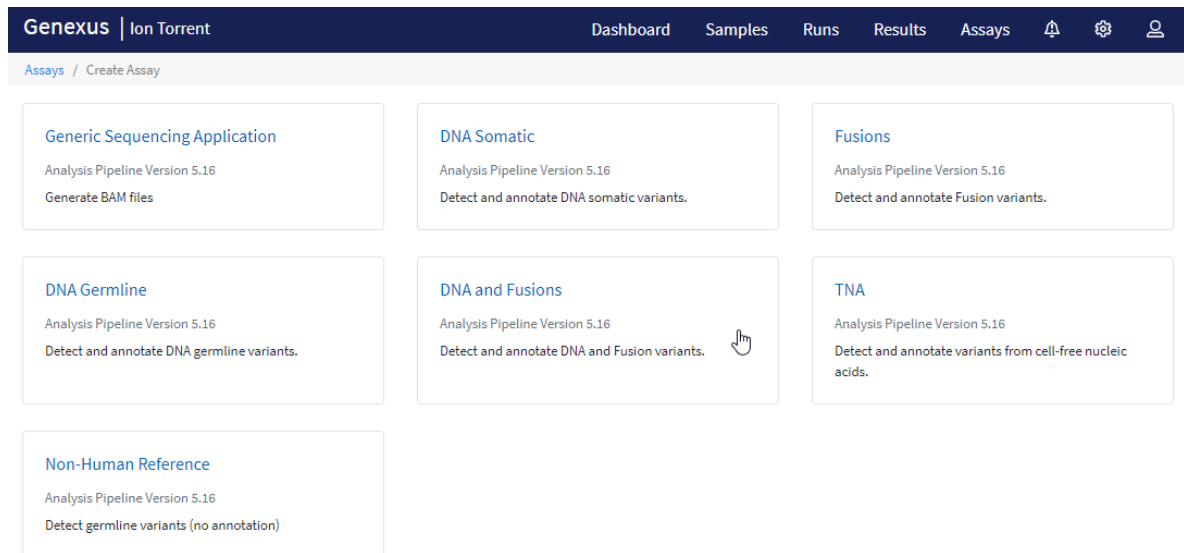 Genexus | Ion Torrent Dashboard Samples Runs Results Assays
Assays / Create Assay
Generic Sequencing Application
Analysis Pipeline Version 5.16
Generate BAM files
DNA Somatic
Analysis Pipeline Version 5.16
Detect and annotate DNA somatic variants.
Fusions
Analysis Pipeline Version 5.16
Detect and annotate Fusion variants.
DNA Germline
Analysis Pipeline Version 5.16
Detect and annotate DNA germline variants.
DNA and Fusions
Analysis Pipeline Version 5.16
Detect and annotate DNA and Fusion variants.
TNA
Analysis Pipeline Version 5.16
Detect and annotate variants from cell-free nucleic
acids.
Non-Human Reference
Analysis Pipeline Version 5.16
Detect germline variants (no annotation)